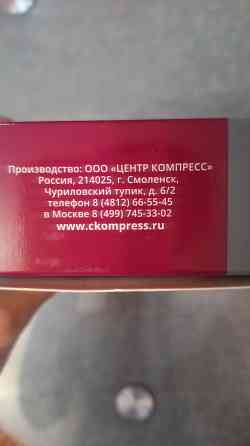 Производство: ООО «ЦЕНТР КОМПРЕСС»
Россия, 214025, г. Смоленск,
Чуриловский тупик, д. 6/2
телефон 8 (4812) 66-55-45
в Москве 8 (499) 745-33-02
www.ckompress.ru